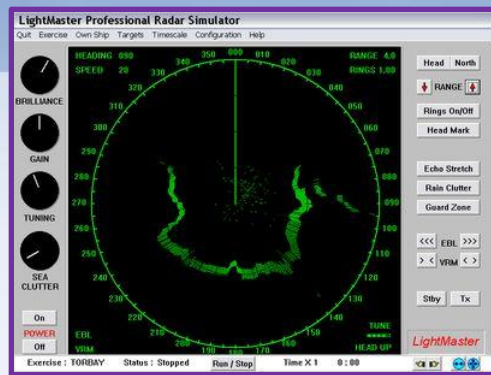 LightMaster Professional Radar Simulator
Quit Exercise Own Ship Targets Timescale Configuration Help
HEADING 090
SPEED 20
RANGE 4.0
RINGS 1.00
350 000 010
340 020
330 030
320
310
300
290 070
280
270 090
260 100
250 110
240 120
230 130
220 140
210 150
200 160
190 180 170
BRILLIANCE
GAIN
TUNING
SEA
CLUTTER
On
POWER
Off
Head North
RANGE
Rings On/Off
Head Mark
Echo Stretch
Rain Clutter
Guard Zone
<<< EBL >>>
> < VRM < >
Stby Tx
LightMaster
EBL
VRM
TUNE
HEAD UP
Exercise : TORBAY Status : Stopped Run / Stop Time X 1 0 : 00